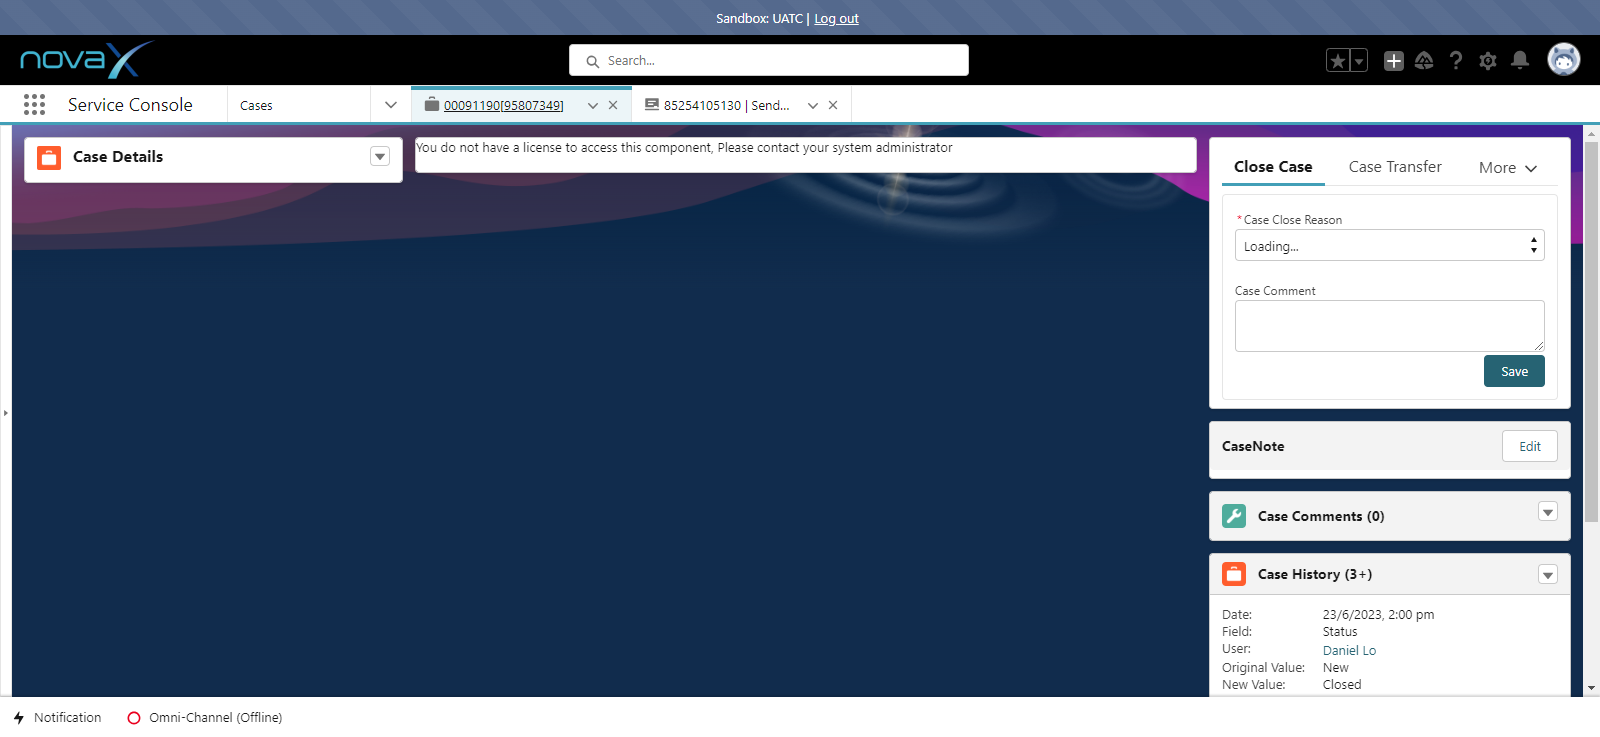 Sandbox: UATC | Log out
novaX
Search...
Service Console
Cases
00091190[95807349]
85254105130 | Send...
Case Details
You do not have a license to access this component, Please contact your system administrator
Close Case
Case Transfer
More
*Case Close Reason
Loading...
Case Comment
Save
CaseNote
Edit
Case Comments (0)
Case History (3+)
Date: 23/6/2023, 2:00 pm
Field: Status
User: Daniel Lo
Original Value: New
New Value: Closed
Notification
Omni-Channel (Offline)